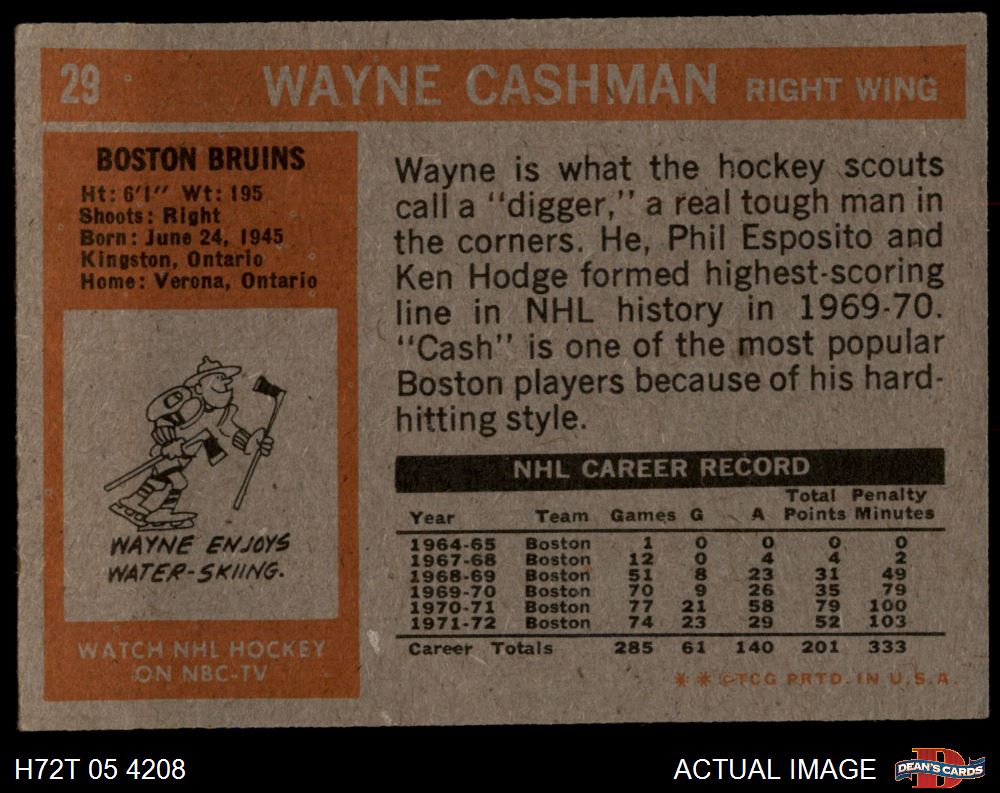 29 WAYNE CASHMAN RIGHT WING
BOSTON BRUINS
Ht: 6'1" Wt: 195
Shoots: Right
Born: June 24, 1945
Kingston, Ontario
Home: Verona, Ontario
WAYNE ENJOYS
WATER-SKIING.
WATCH NHL HOCKEY
ON NBC-TV
Wayne is what the hockey scouts
call a "digger," a real tough man in
the corners. He, Phil Esposito and
Ken Hodge formed highest-scoring
line in NHL history in 1969-70.
"Cash" is one of the most popular
Boston players because of his hard-
hitting style.
NHL CAREER RECORD
Year Team Games G A Total Points Penalty Minutes
1964-65 Boston 1 0 0 0 0
1967-68 Boston 12 0 4 4 2
1968-69 Boston 51 8 23 31 49
1969-70 Boston 70 9 26 35 79
1970-71 Boston 77 21 58 79 100
1971-72 Boston 74 23 29 52 103
Career Totals 285 61 140 201 333
* * ©TCG PRTD. IN U.S.A.
H72T 05 4208
ACTUAL IMAGE
DEAN'S CARDS